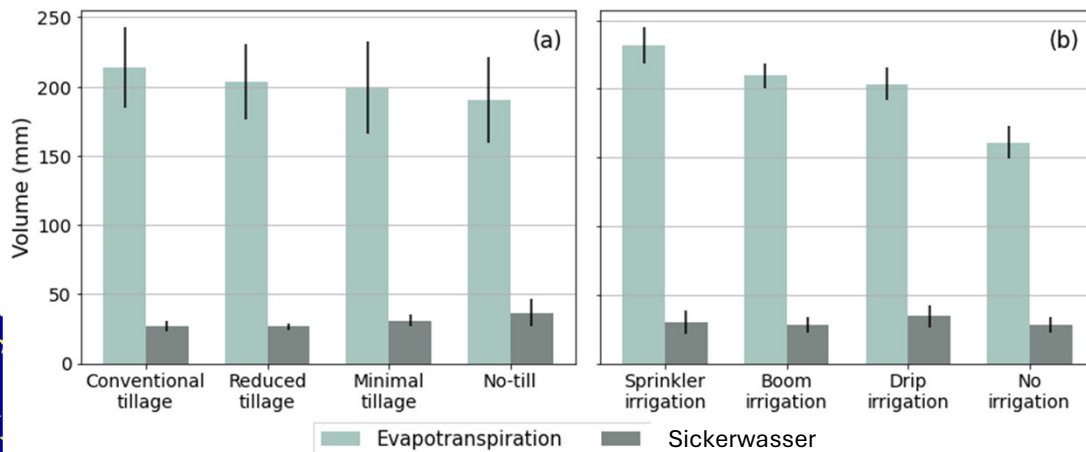 250
200
150
100
50
0
Volume (mm)
(a)
Conventional
tillage
Reduced
tillage
Minimal
tillage
No-till
(b)
Sprinkler
irrigation
Boom
irrigation
Drip
irrigation
No
irrigation
Evapotranspiration
Sickerwasser